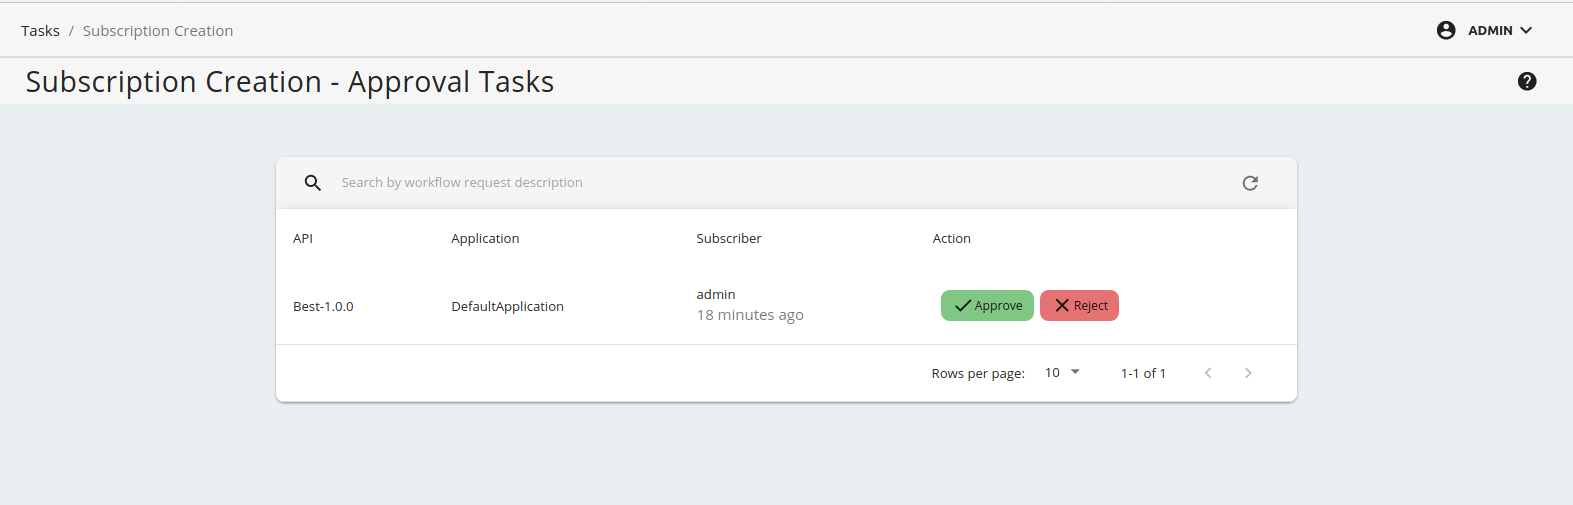 Tasks / Subscription Creation
ADMIN
Subscription Creation - Approval Tasks
Search by workflow request description
API Application Subscriber Action
Best-1.0.0 DefaultApplication admin Approve Reject
18 minutes ago
Rows per page: 10 1-1 of 1